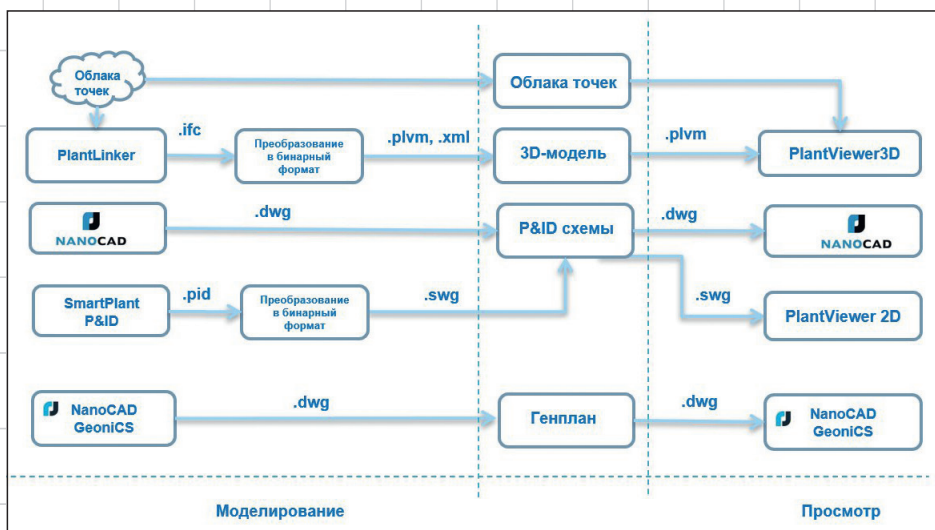 Облака
точек
Облака точек
.ifc
.plvm, .xml
.plvm
PlantLinker
Преобразование
в бинарный
формат
3D-модель
PlantViewer3D
.dwg
.dwg
NANOCAD
P&ID схемы
NANOCAD
.pid
.swg
.swg
SmartPlant
P&ID
Преобразование
в бинарный
формат
PlantViewer 2D
.dwg
.dwg
NanoCAD
GeoniCS
Генплан
NanoCAD
GeoniCS
Моделирование
Просмотр